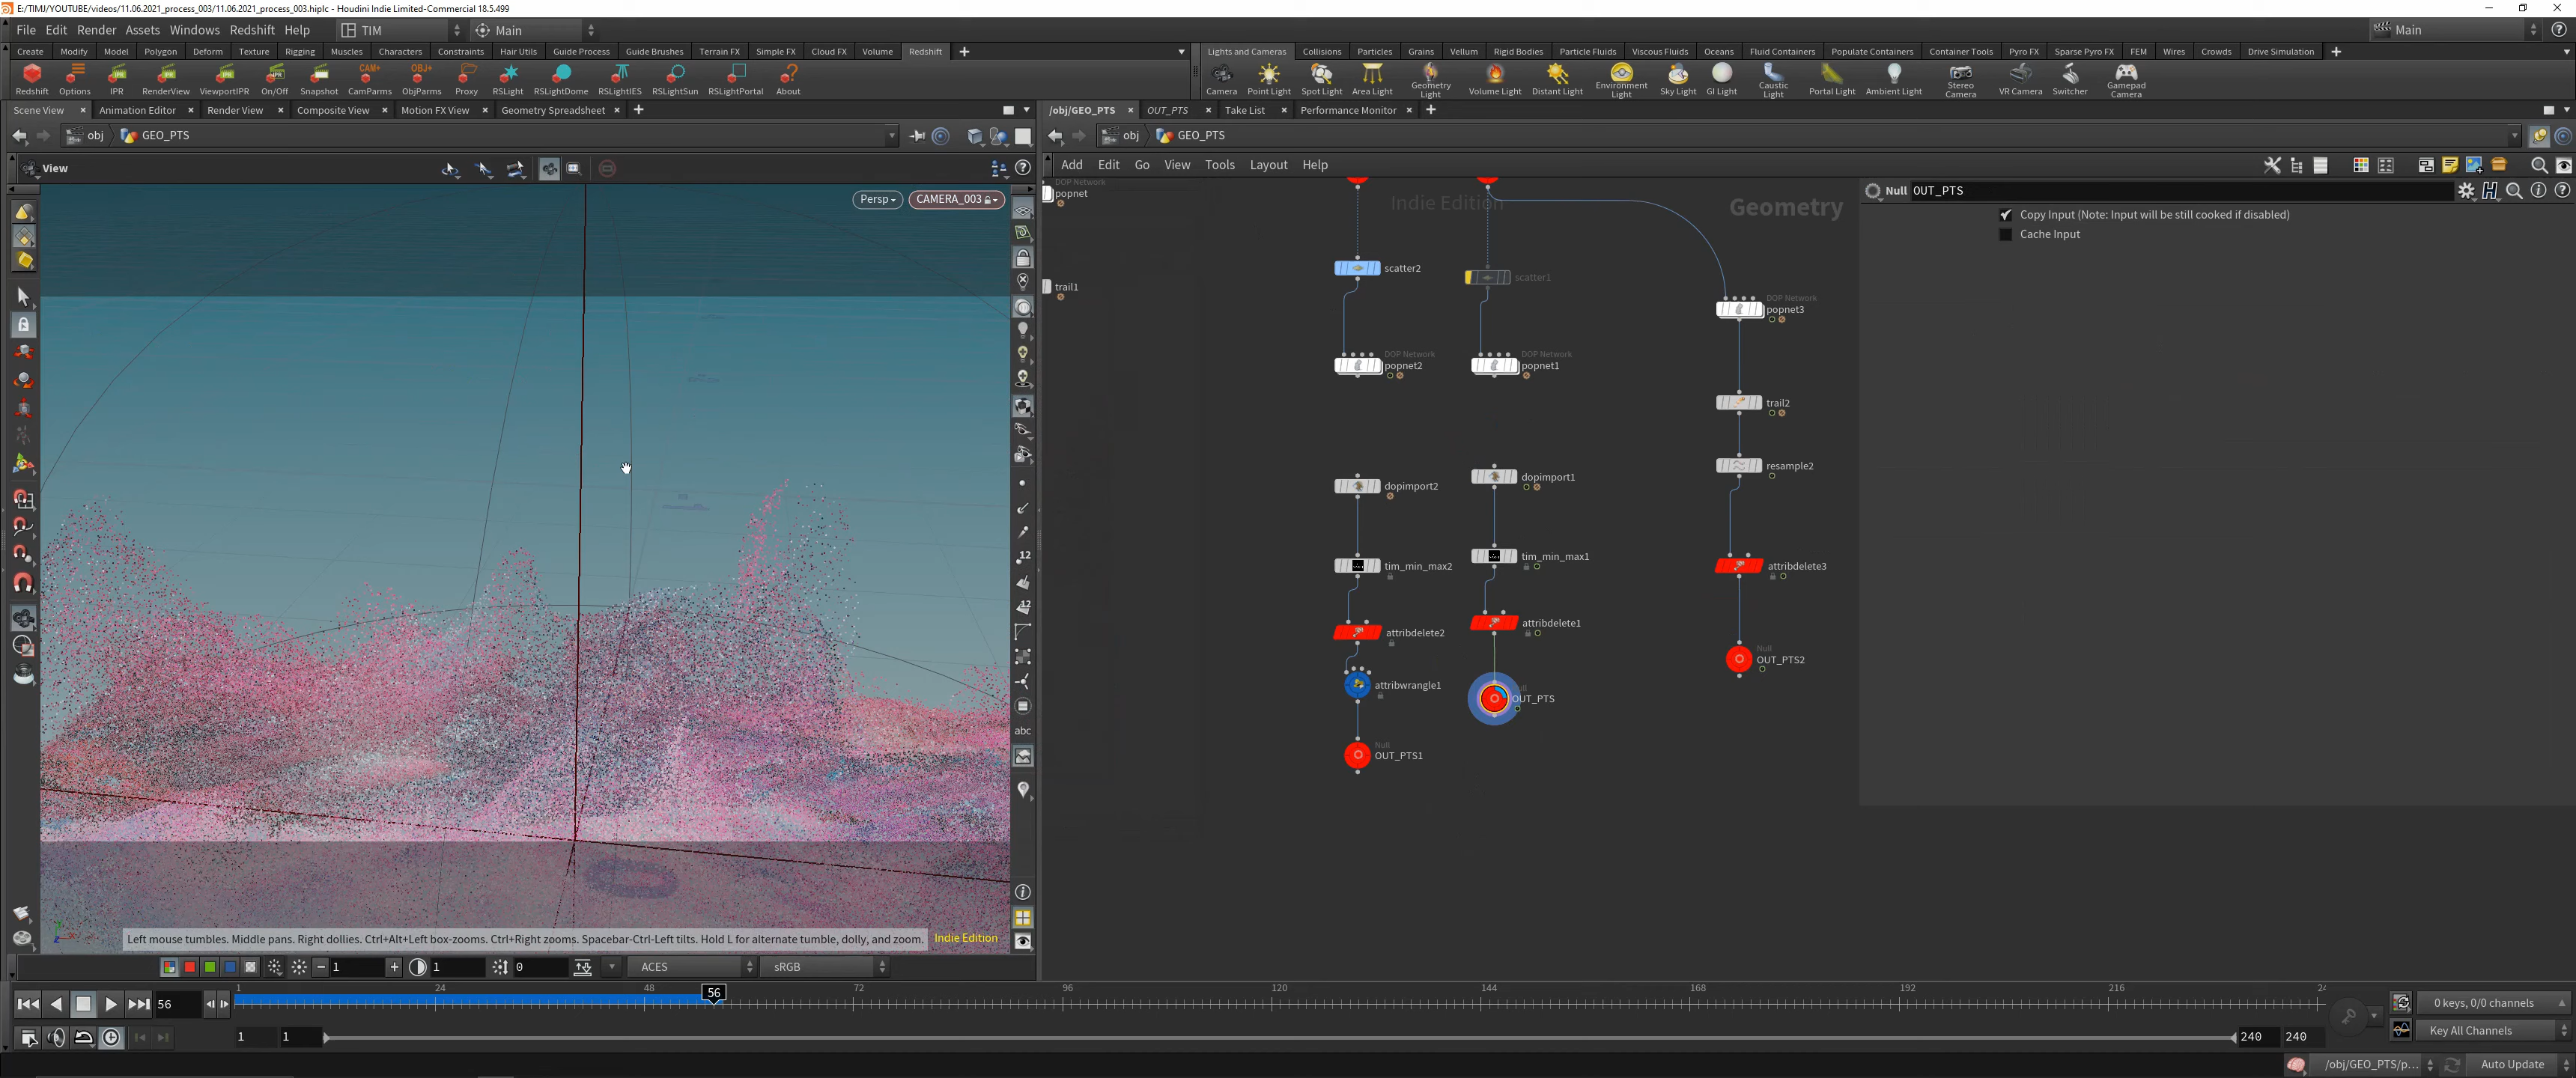 E:/TIMJ/YOUTUBE/videos/11.06.2021_process_003/11.06.2021_process_003.hiplc - Houdini Indie Limited-Commercial 18.5.499
File Edit Render Assets Windows Redshift Help TIM Main Main
Create Modify Model Polygon Deform Texture Rigging Muscles Characters Constraints Hair Utils Guide Process Guide Brushes Terrain FX Simple FX Cloud FX Volume Redshift
Lights and Cameras Collisions Particles Grains Vellum Rigid Bodies Particle Fluids Viscous Fluids Oceans Fluid Containers Populate Containers Container Tools Pyro FX Sparse Pyro FX FEM Wires Crowds Drive Simulation
Redshift Options IPR RenderView ViewportIPR On/Off Snapshot CamParms ObjParms Proxy RSLight RSLightDome RSLightIES RSLightSun RSLightPortal About
Camera Point Light Spot Light Area Light Geometry Light Volume Light Distant Light Environment Light Sky Light GI Light Caustic Light Portal Light Ambient Light Stereo Camera VR Camera Switcher Gamepad Camera
Scene View Animation Editor Render View Composite View Motion FX View Geometry Spreadsheet
/obj/GEO_PTS OUT_PTS Take List Performance Monitor
obj GEO_PTS
obj GEO_PTS
View
Add Edit Go View Tools Layout Help
Persp CAMERA_003
Null OUT_PTS
Copy Input (Note: Input will be still cooked if disabled)
Cache Input
DOP Network
popnet
Indie Edition
Geometry
trail1
scatter2
scatter1
DOP Network
popnet3
DOP Network
popnet2
DOP Network
popnet1
trail2
resample2
dopimport2
dopimport1
tim_min_max2
tim_min_max1
attribdelete3
attribdelete2
attribdelete1
attribwrangle1
OUT_PTS
Null
OUT_PTS2
Null
OUT_PTS1
12
12
abc
Left mouse tumbles. Middle pans. Right dollies. Ctrl+Alt+Left box-zooms. Ctrl+Right zooms. Spacebar-Ctrl-Left tilts. Hold L for alternate tumble, dolly, and zoom.
Indie Edition
1 1 0 ACES sRGB
56
1 24 48 56 72 96 120 144 168 192 216 24
0 keys, 0/0 channels
1 1 240 240
Key All Channels
/obj/GEO_PTS/p... Auto Update